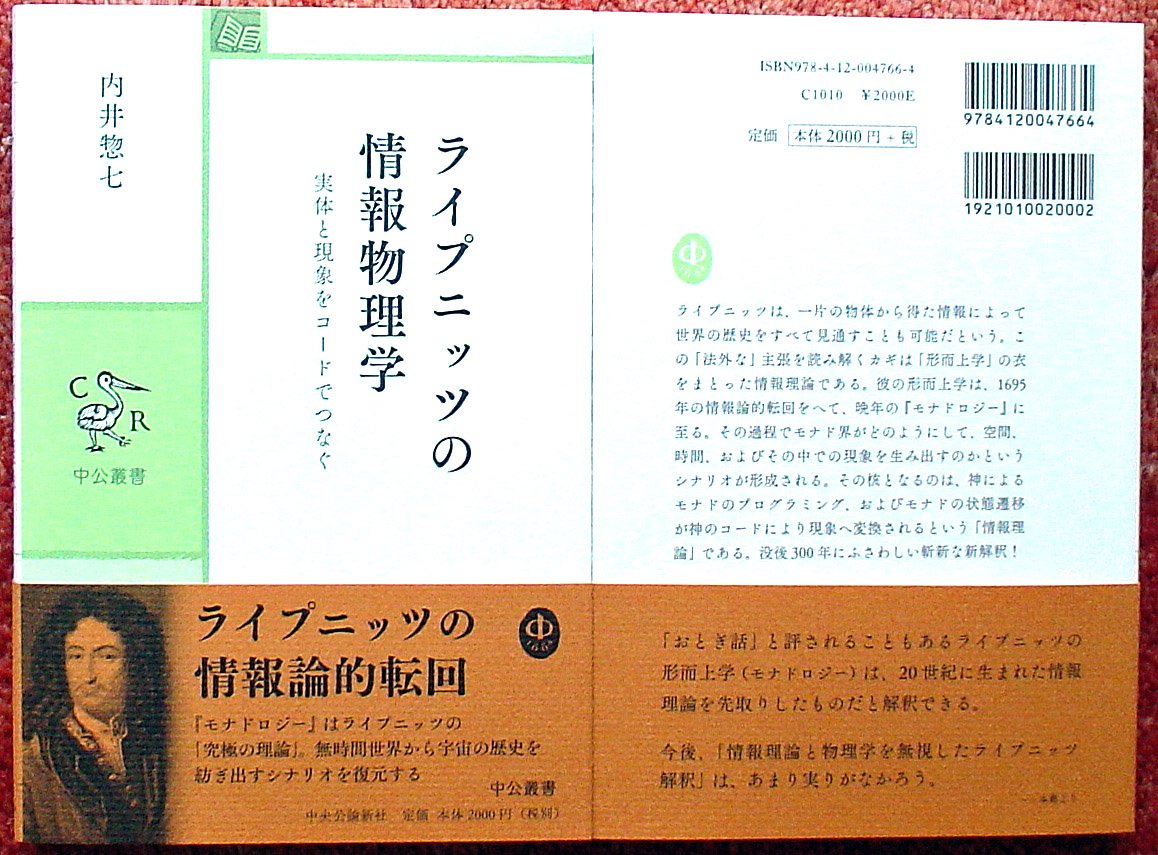 内井惣七
ライプニッツの
情報物理学
実体と現象をコードでつなぐ
C R
中公叢書
ライプニッツの
情報論的転回
『モナドロジー』はライプニッツの
「究極の理論」。無時間世界から宇宙の歴史を
紡ぎ出すシナリオを復元する
中公叢書
中央公論新社 定価 本体2000円(税別)
ISBN978-4-12-004766-4
C1010 ¥2000E
定価 本体2000円+税
9784120047664
1921010020002
ライプニッツは、一片の物体から得た情報によって
世界の歴史をすべて見通すことも可能だという。こ
の「法外な」主張を読み解くカギは「形而上学」の衣
をまとった情報理論である。彼の形而上学は、1695
年の情報論的転回をへて、晩年の『モナドロジー』に
至る。その過程でモナド界がどのようにして、空間、
時間、およびその中での現象を生み出すのかという
シナリオが形成される。その核となるのは、神による
モナドのプログラミング、およびモナドの状態遷移
が神のコードにより現象へ変換されるという「情報理
論」である。没後300年にふさわしい斬新な新解釈!
「おとぎ話」と評されることもあるライプニッツの
形而上学(モナドロジー)は、20世紀に生まれた情報
理論を先取りしたものだと解釈できる。
今後、「情報理論と物理学を無視したライプニッツ
解釈」は、あまり実りがなかろう。